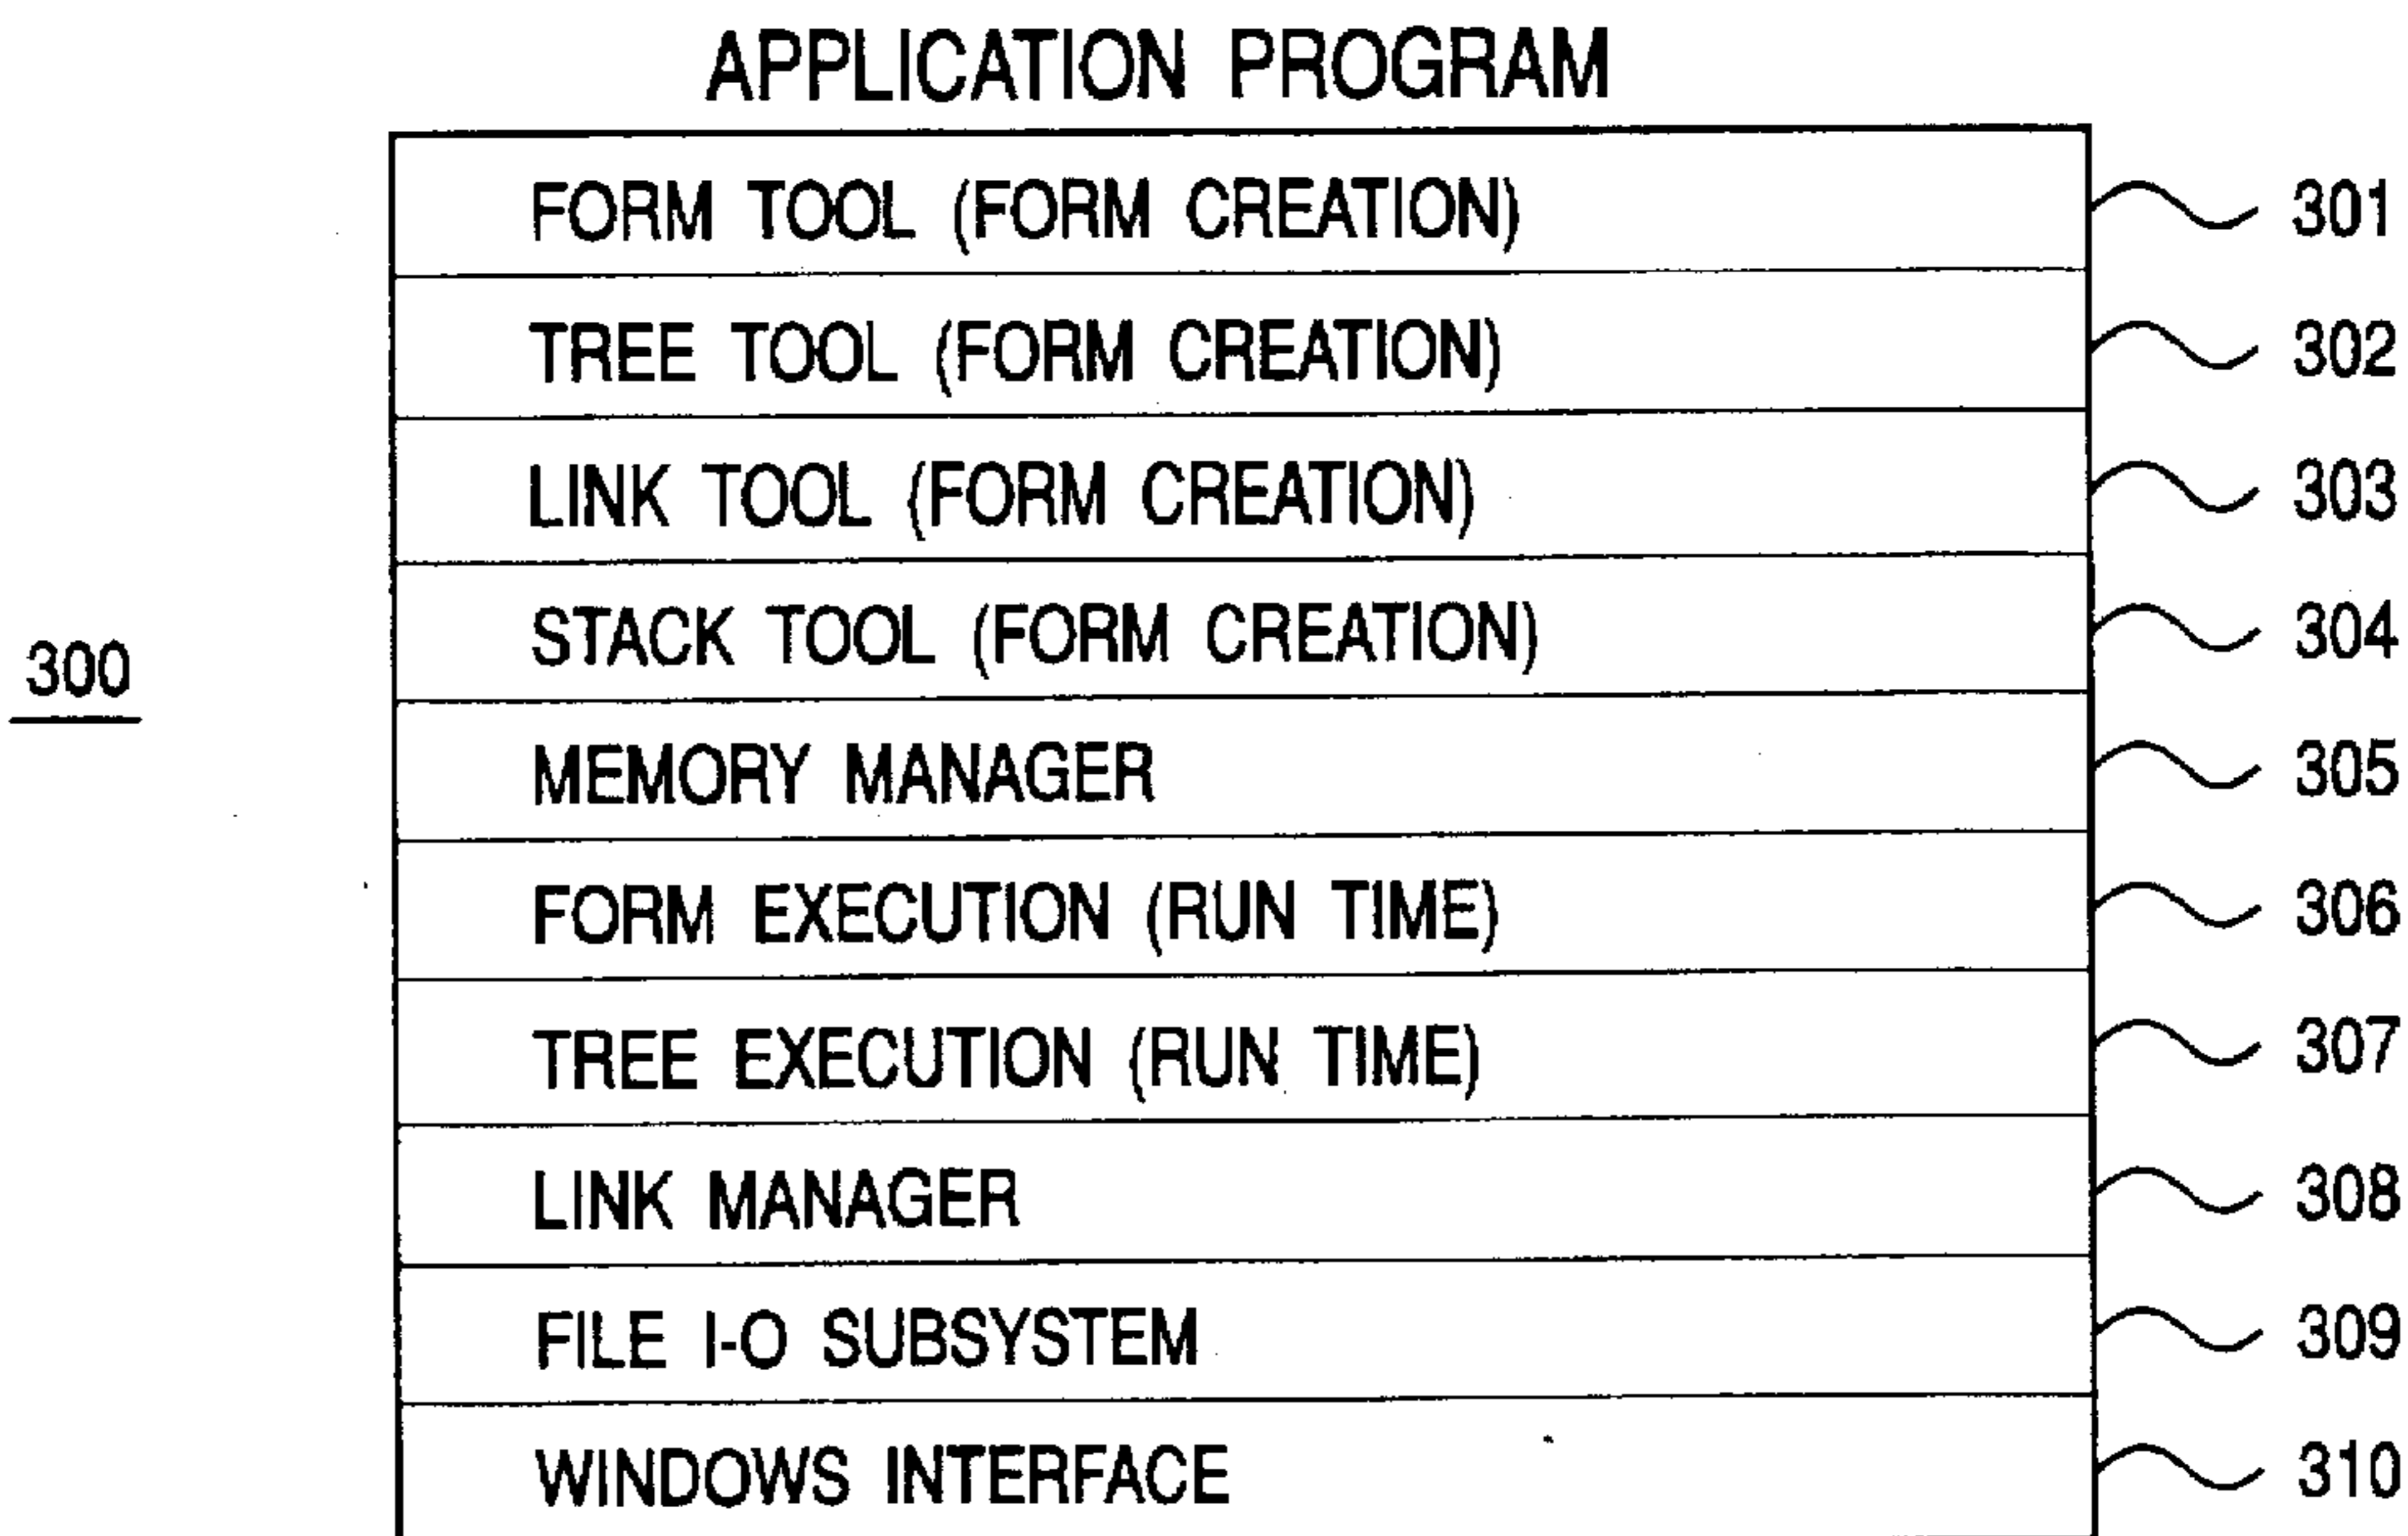 APPLICATION PROGRAM
FORM TOOL (FORM CREATION) 301
TREE TOOL (FORM CREATION) 302
LINK TOOL (FORM CREATION) 303
STACK TOOL (FORM CREATION) 304
300
MEMORY MANAGER 305
FORM EXECUTION (RUN TIME) 306
TREE EXECUTION (RUN TIME) 307
LINK MANAGER 308
FILE I-O SUBSYSTEM 309
WINDOWS INTERFACE 310